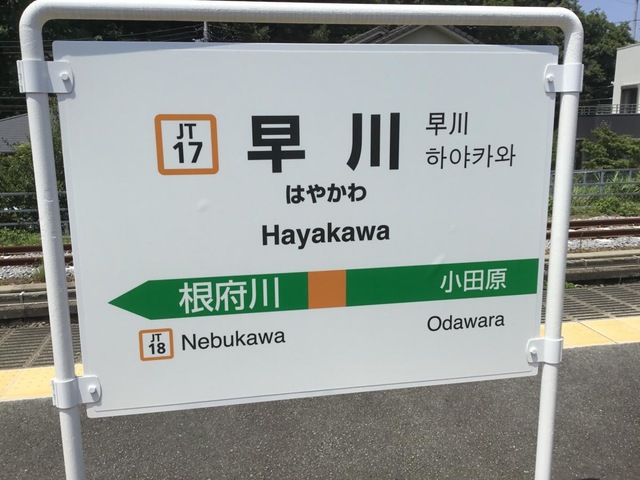 JT
17
早川
はやかわ
Hayakawa
早川
하야카와
根府川
小田原
JT
18
Nebukawa
Odawara